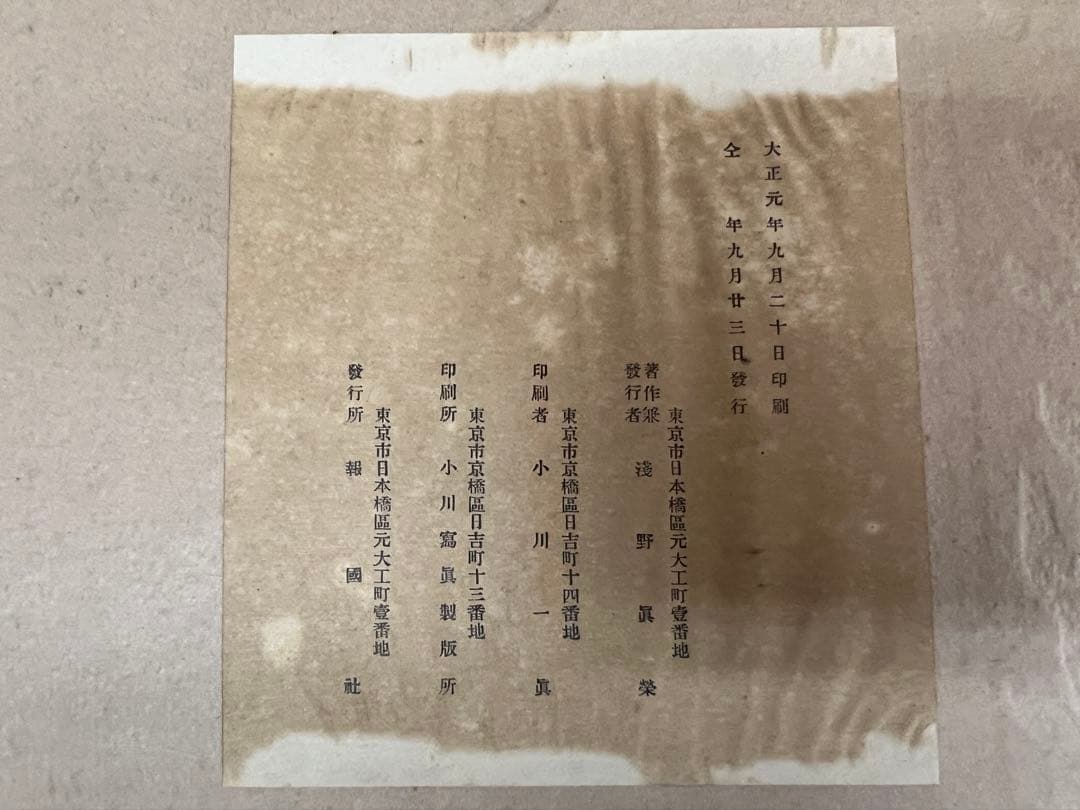 大正元年九月二十日印刷
仝年九月廿三日發行
東京市日本橋區元大工町壹番地
著作兼
發行者 淺野眞榮
東京市京橋區日吉町十四番地
印刷者 小川一眞
東京市京橋區日吉町十三番地
印刷所 小川寫眞製版所
東京市日本橋區元大工町壹番地
發行所 報國社